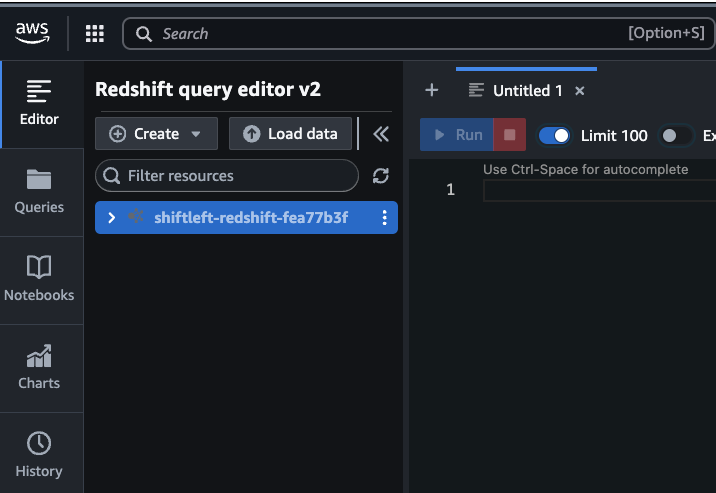 aws
Search
[Option+S]
Editor
Queries
Notebooks
Charts
History
Redshift query editor v2
Create
Load data
Filter resources
shiftleft-redshift-fea77b3f
+
Untitled 1 ×
Run
Limit 100
Ex
Use Ctrl-Space for autocomplete
1